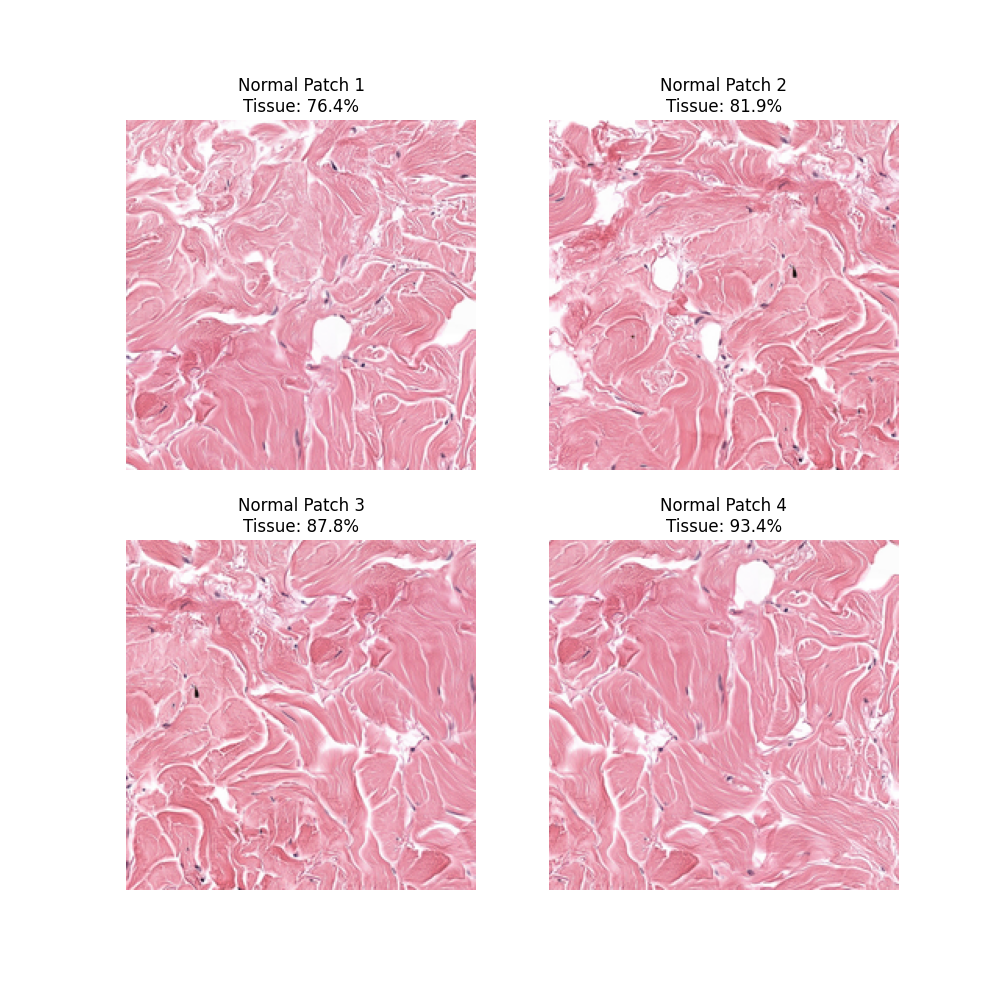 Normal Patch 1
Tissue: 76.4%
Normal Patch 2
Tissue: 81.9%
Normal Patch 3
Tissue: 87.8%
Normal Patch 4
Tissue: 93.4%